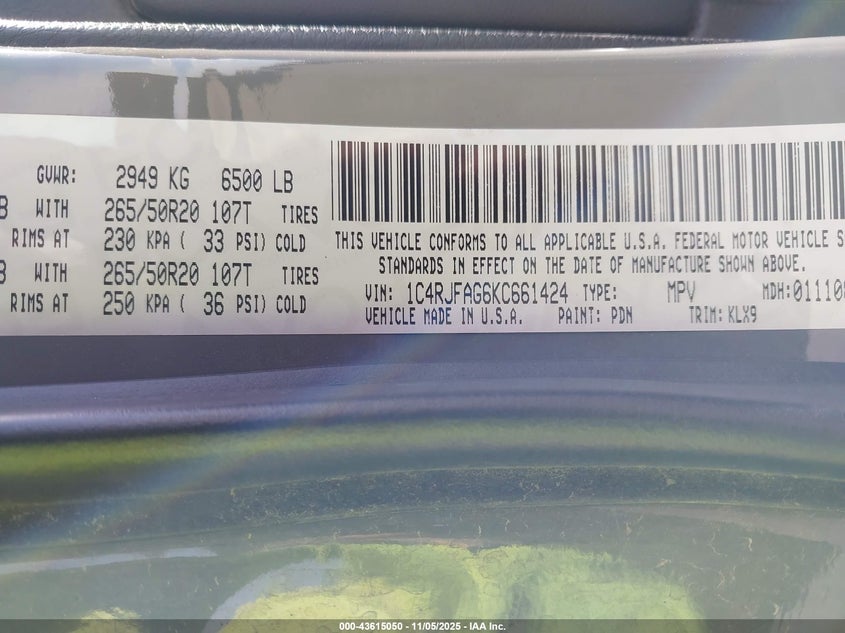 GVWR: 2949 KG 6500 LB
WITH 265/50R20 107T TIRES
RIMS AT 230 KPA ( 33 PSI) COLD
WITH 265/50R20 107T TIRES
RIMS AT 250 KPA ( 36 PSI) COLD
THIS VEHICLE CONFORMS TO ALL APPLICABLE U.S.A. FEDERAL MOTOR VEHICLE S
STANDARDS IN EFFECT ON THE DATE OF MANUFACTURE SHOWN ABOVE.
VIN: 1C4RJFAG6KC661424 TYPE: MPV MDH:01110
VEHICLE MADE IN U.S.A. PAINT: PDN TRIM: KLX9
000-43615050 - 11/05/2025 - IAA Inc.